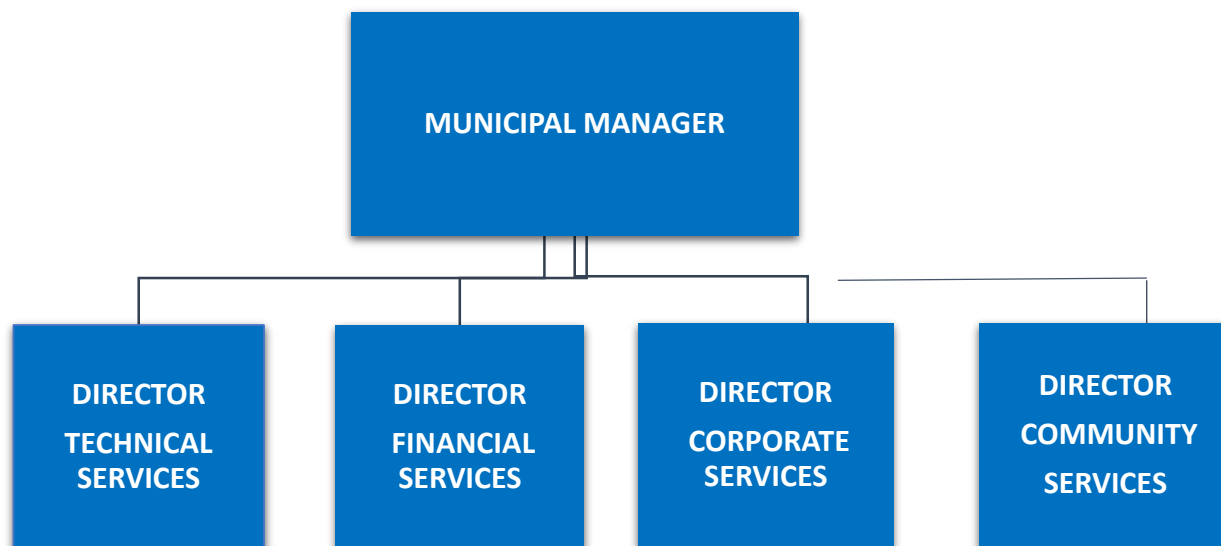 MUNICIPAL MANAGER
DIRECTOR
TECHNICAL
SERVICES
DIRECTOR
FINANCIAL
SERVICES
DIRECTOR
CORPORATE
SERVICES
DIRECTOR
COMMUNITY
SERVICES